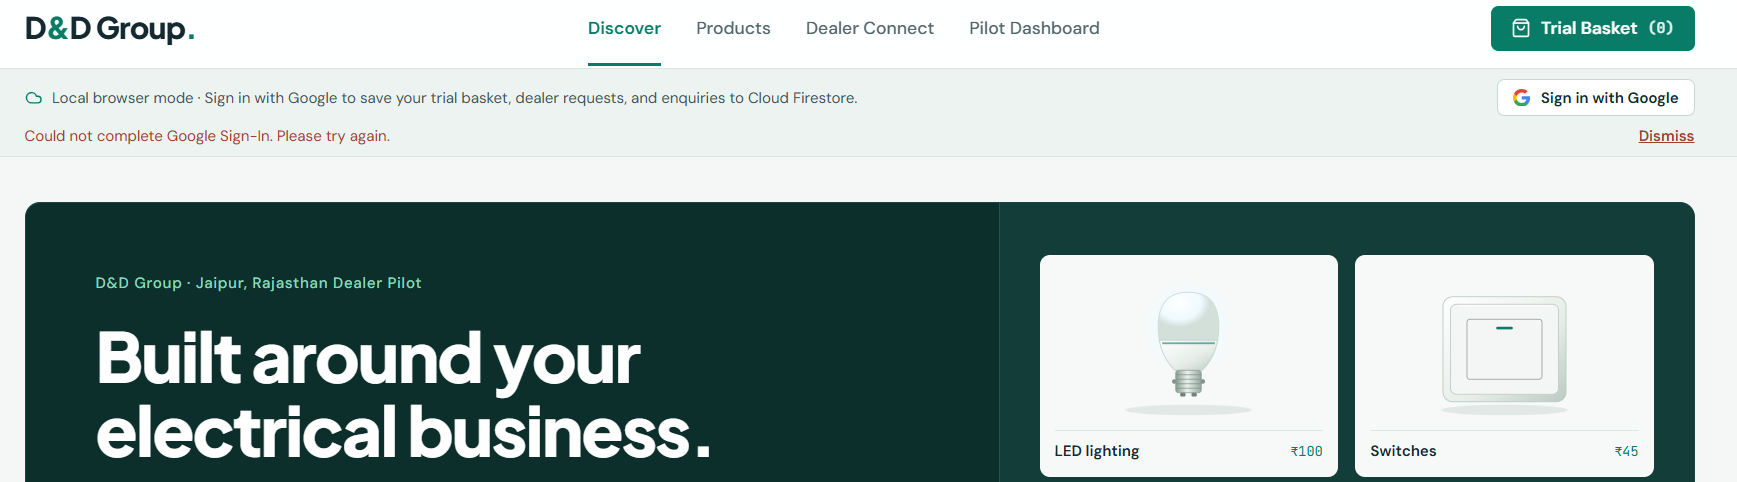 D&D Group.
Discover
Products
Dealer Connect
Pilot Dashboard
Trial Basket (0)
Local browser mode · Sign in with Google to save your trial basket, dealer requests, and enquiries to Cloud Firestore.
Sign in with Google
Could not complete Google Sign-In. Please try again.
Dismiss
D&D Group · Jaipur, Rajasthan Dealer Pilot
Built around your
electrical business.
LED lighting
₹100
Switches
₹45